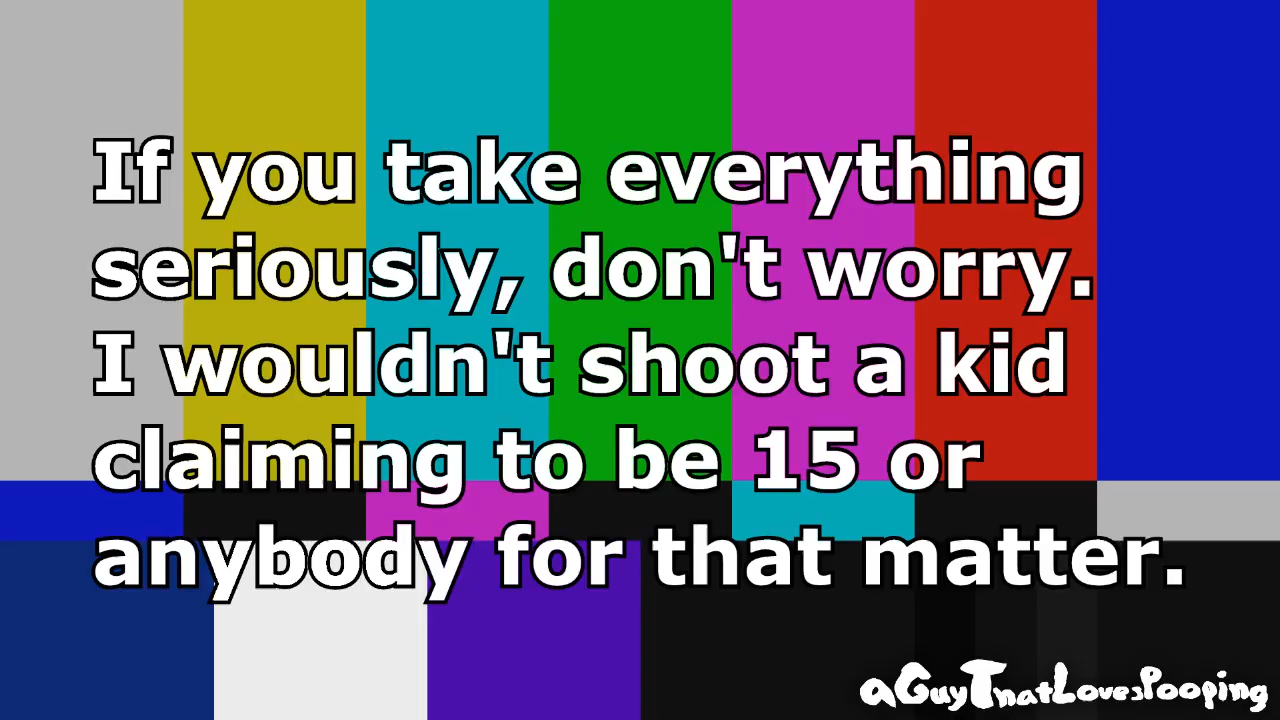 If you take everything
seriously, don't worry.
I wouldn't shoot a kid
claiming to be 15 or
anybody for that matter.
aGuyThatLovesPooping